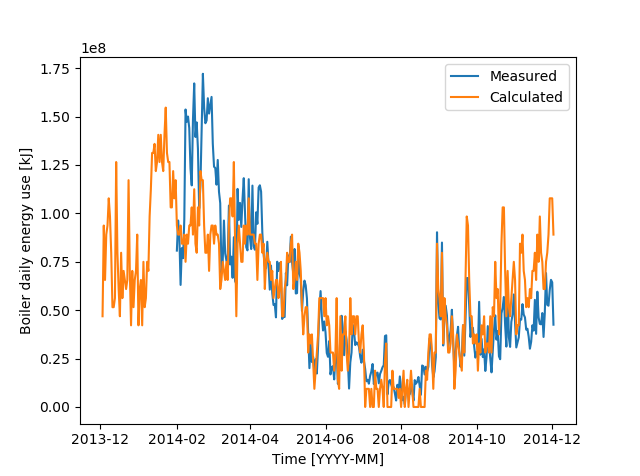 1e8
1.75
1.50
1.25
1.00
0.75
0.50
0.25
0.00
Boiler daily energy use [kJ]
Measured
Calculated
2013-12 2014-02 2014-04 2014-06 2014-08 2014-10 2014-12
Time [YYYY-MM]